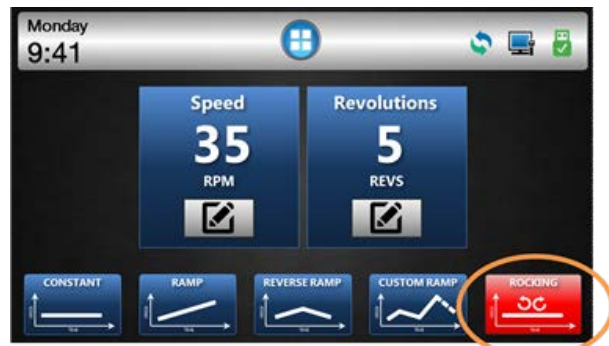 Monday
9:41
Speed
35
RPM
Revolutions
5
REVS
CONSTANT
RAMP
REVERSE RAMP
CUSTOM RAMP
ROCKING